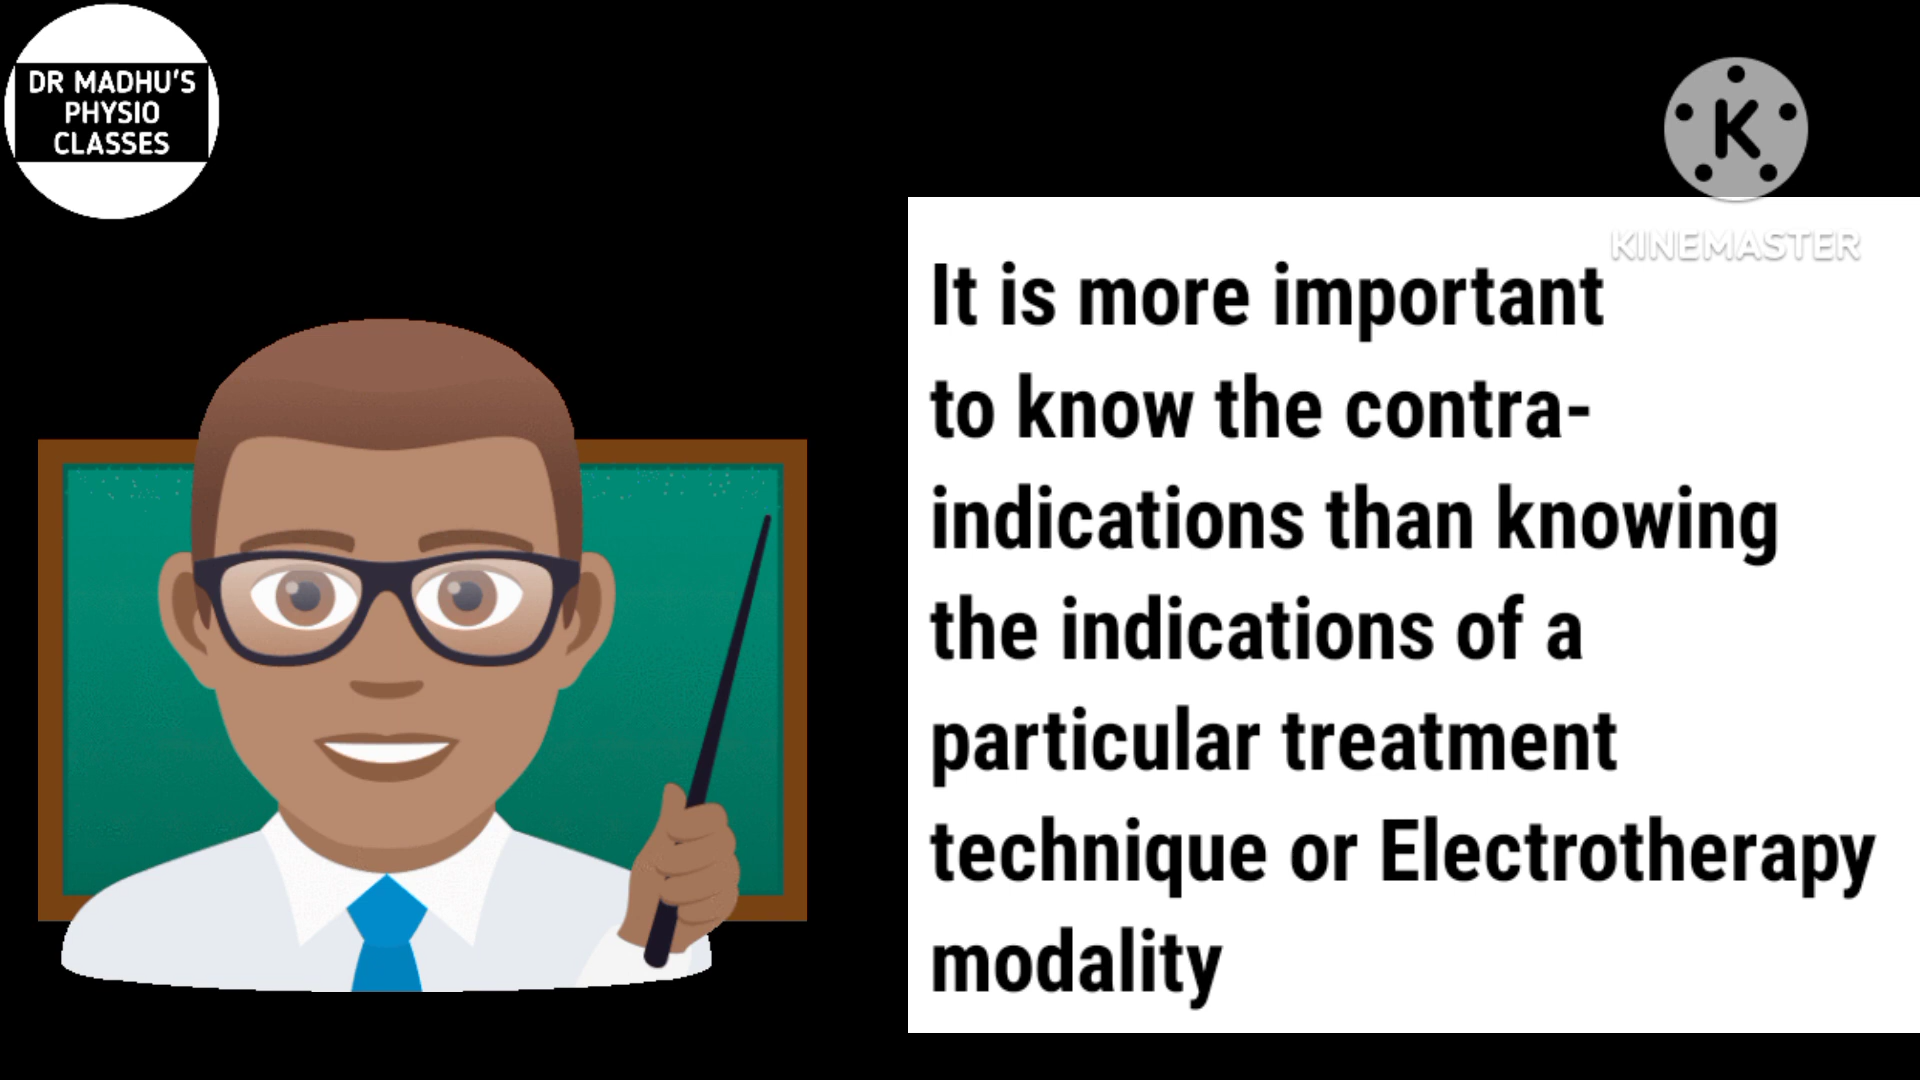 DR MADHU'S
PHYSIO
CLASSES
K
KINEMASTER
It is more important
to know the contra-
indications than knowing
the indications of a
particular treatment
technique or Electrotherapy
modality